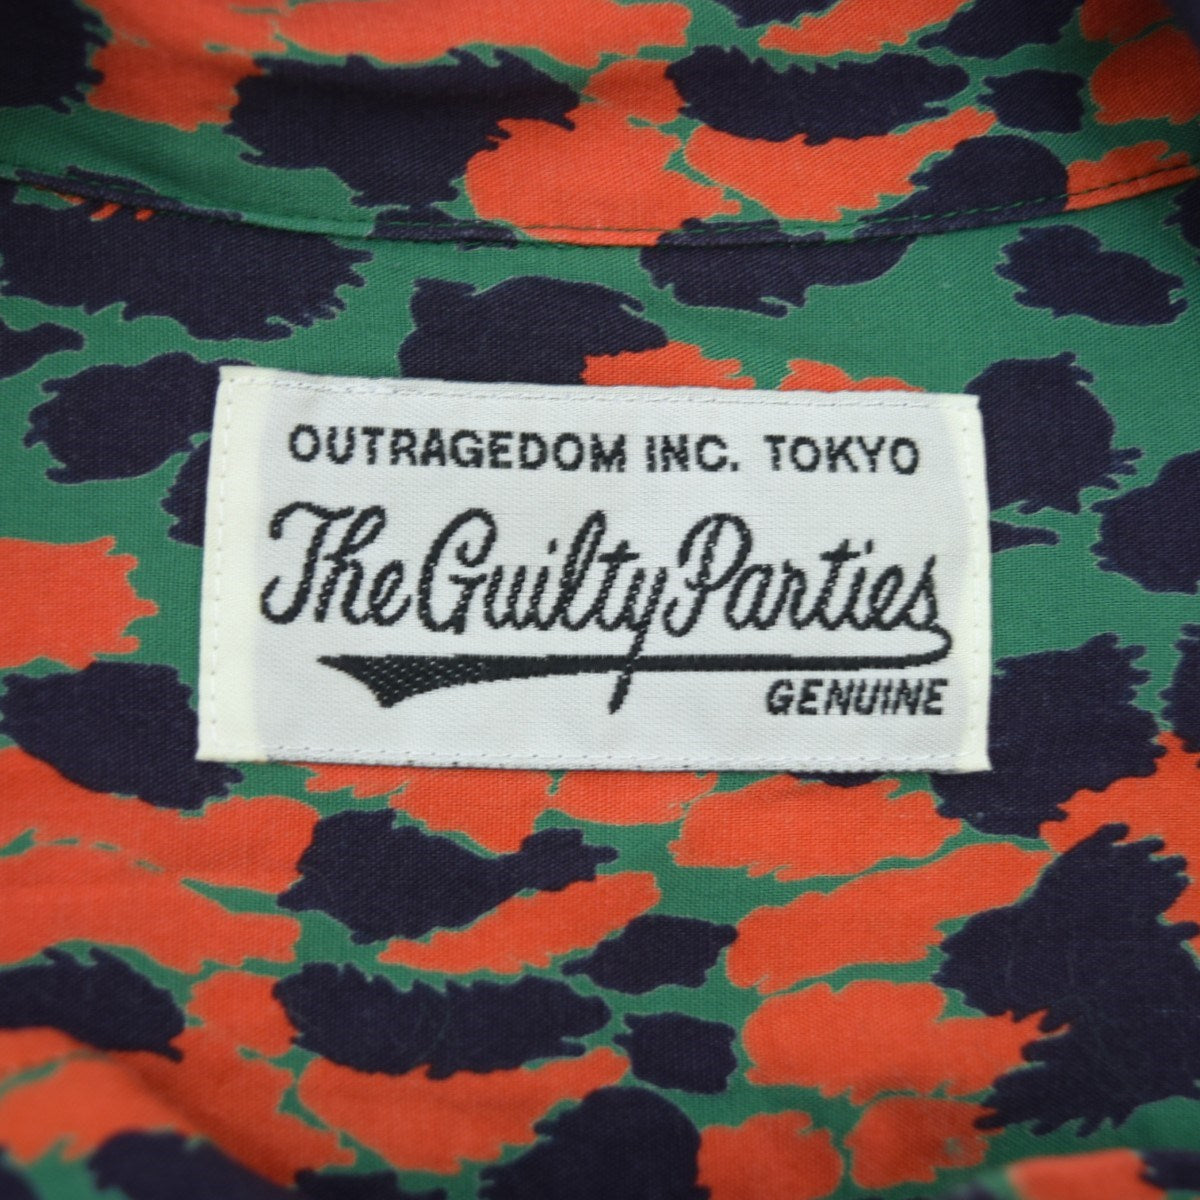 OUTRAGEDOM INC. TOKYO
The Guilty Parties
GENUINE